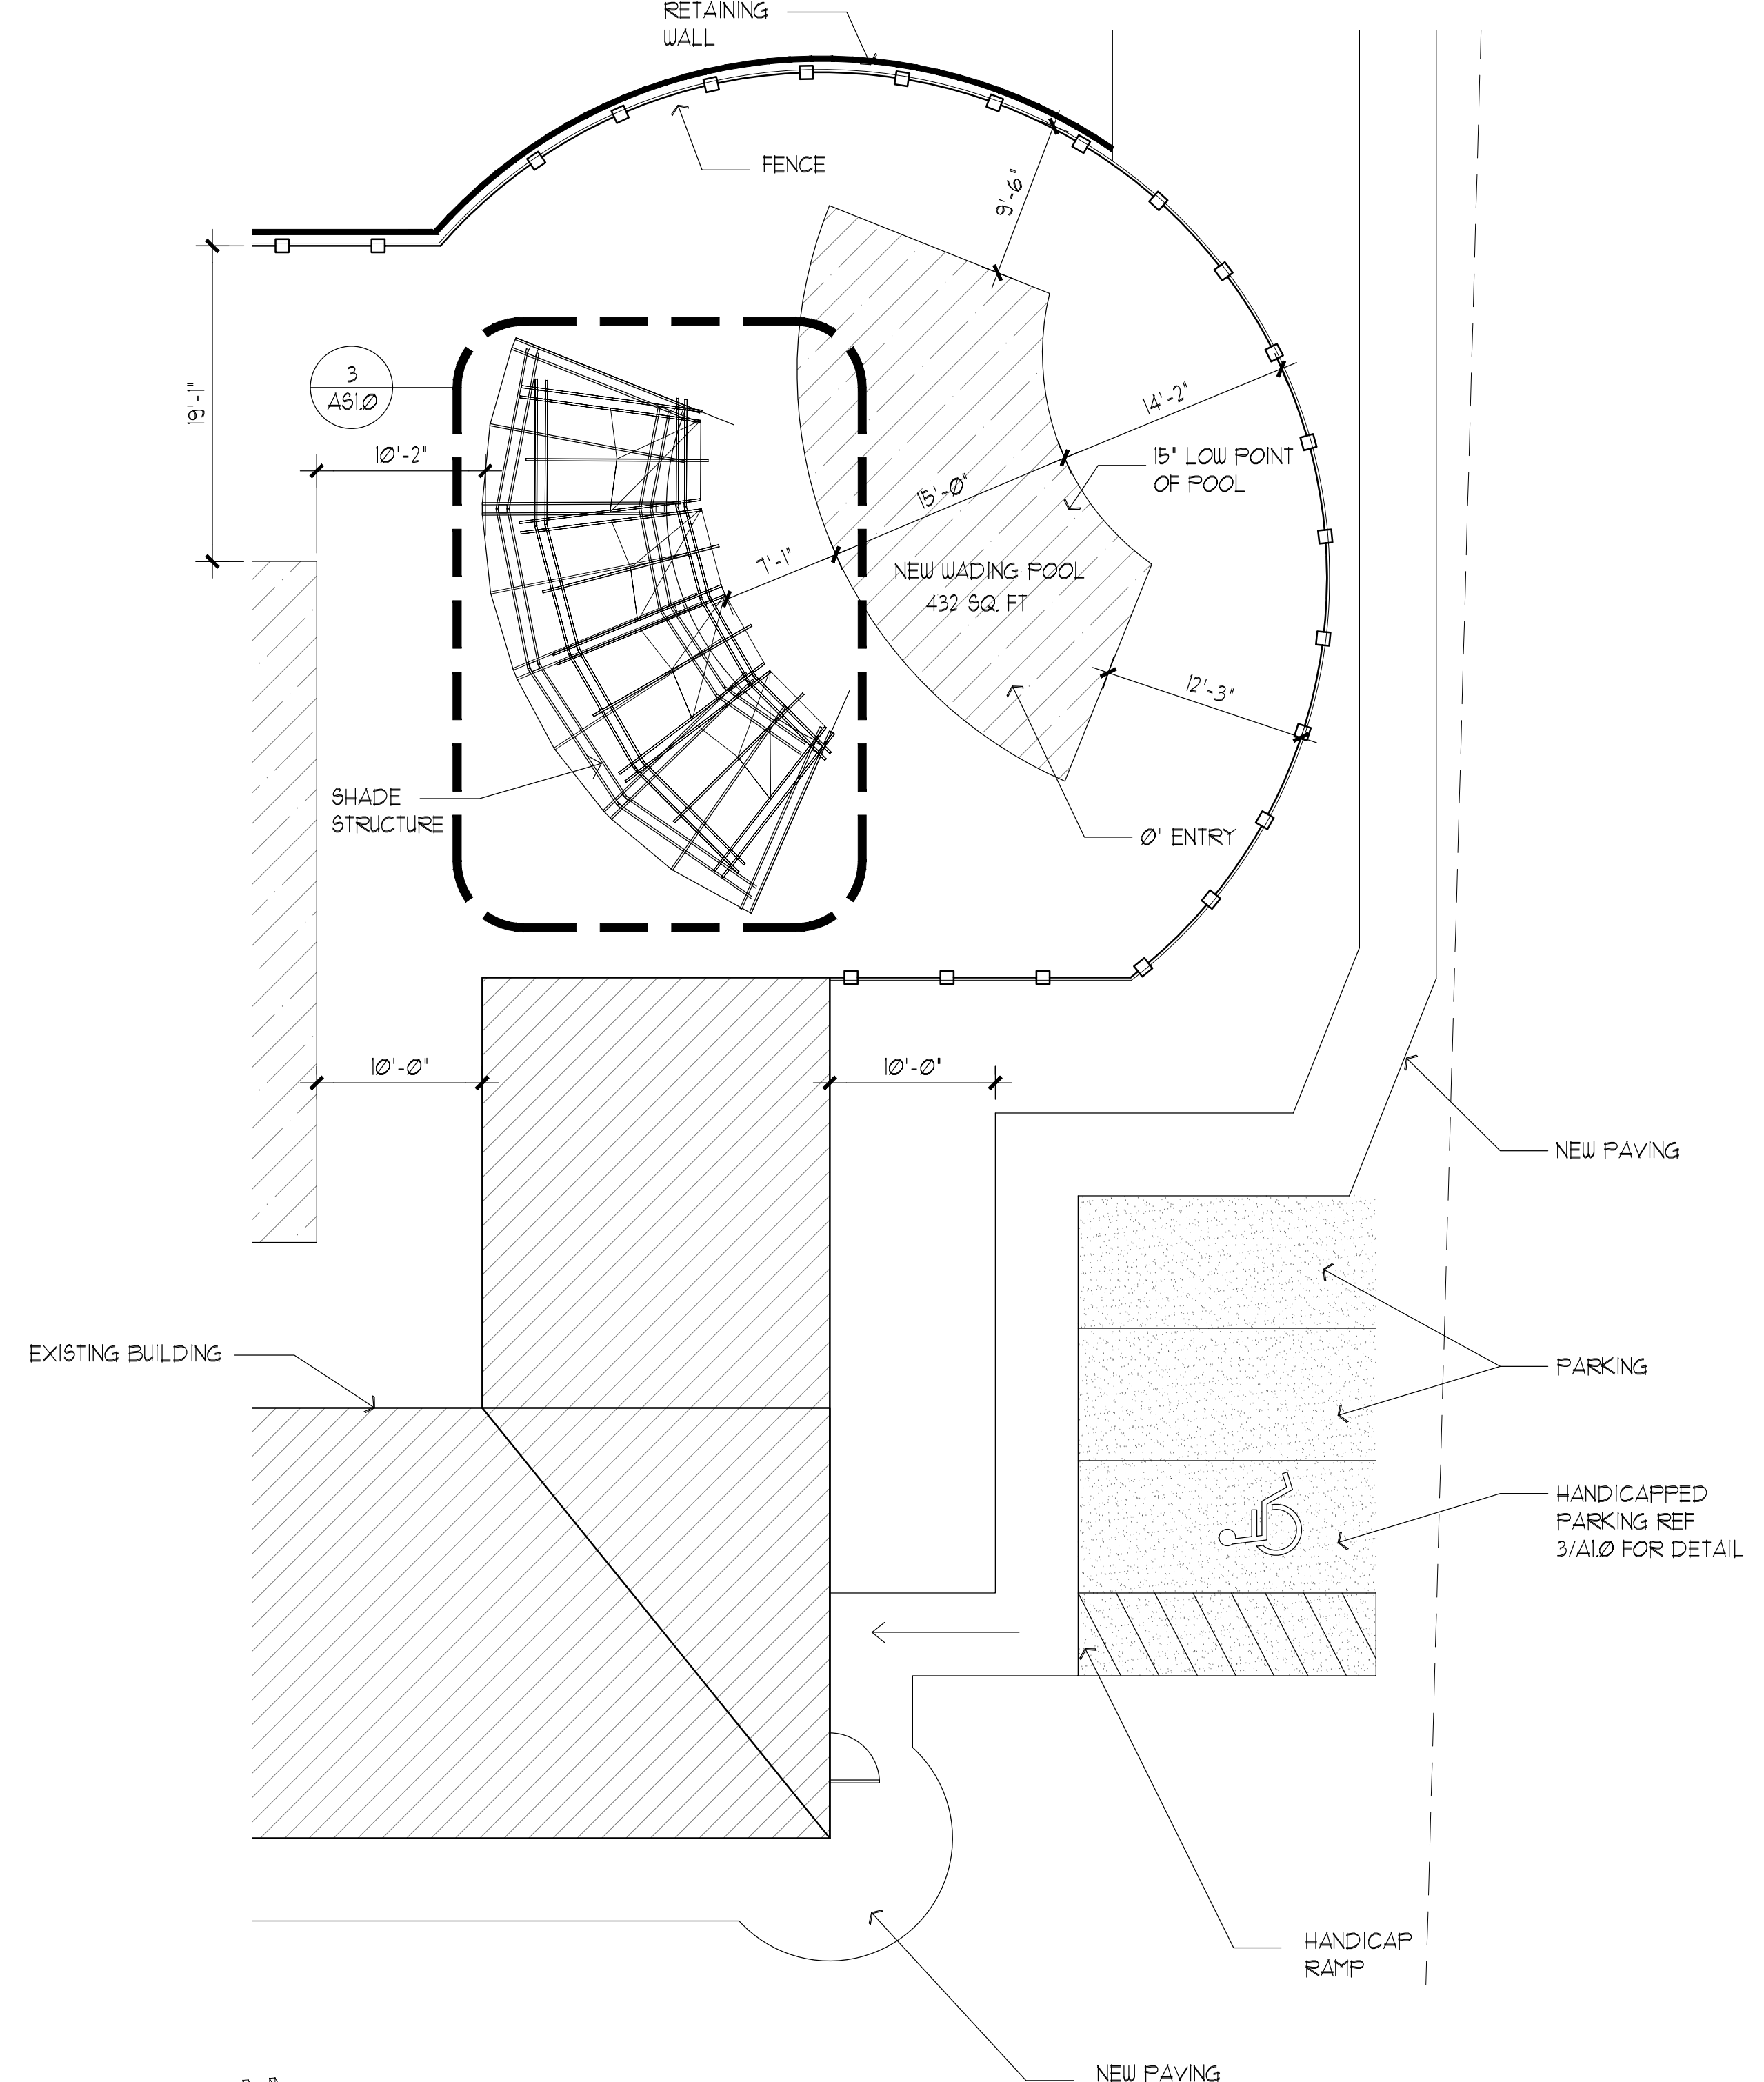 RETAINING
WALL
FENCE
9'-6"
19'-1"
3
AS1.0
10'-2"
14'-2"
15" LOW POINT
OF POOL
15'-0"
7'-1"
NEW WADING POOL
432 SQ. FT
12'-3"
SHADE
STRUCTURE
0" ENTRY
10'-0"
10'-0"
NEW PAVING
EXISTING BUILDING
PARKING
HANDICAPPED
PARKING REF
3/A1.0 FOR DETAIL
HANDICAP
RAMP
NEW PAVING